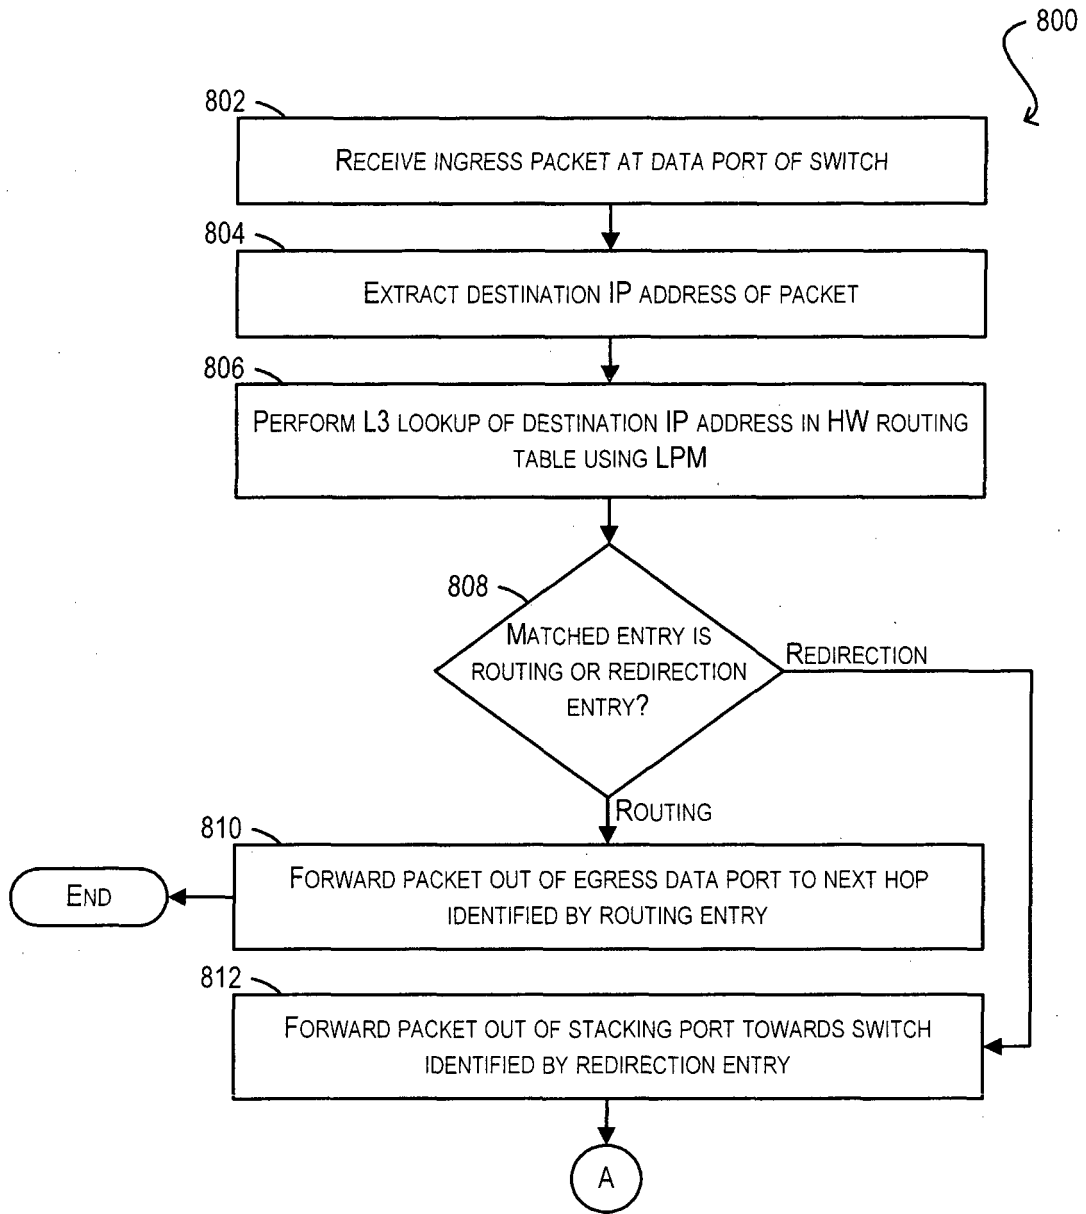 800
802
RECEIVE INGRESS PACKET AT DATA PORT OF SWITCH
804
EXTRACT DESTINATION IP ADDRESS OF PACKET
806
PERFORM L3 LOOKUP OF DESTINATION IP ADDRESS IN HW ROUTING
TABLE USING LPM
808
MATCHED ENTRY IS
ROUTING OR REDIRECTION
ENTRY?
REDIRECTION
ROUTING
810
FORWARD PACKET OUT OF EGRESS DATA PORT TO NEXT HOP
IDENTIFIED BY ROUTING ENTRY
END
812
FORWARD PACKET OUT OF STACKING PORT TOWARDS SWITCH
IDENTIFIED BY REDIRECTION ENTRY
A